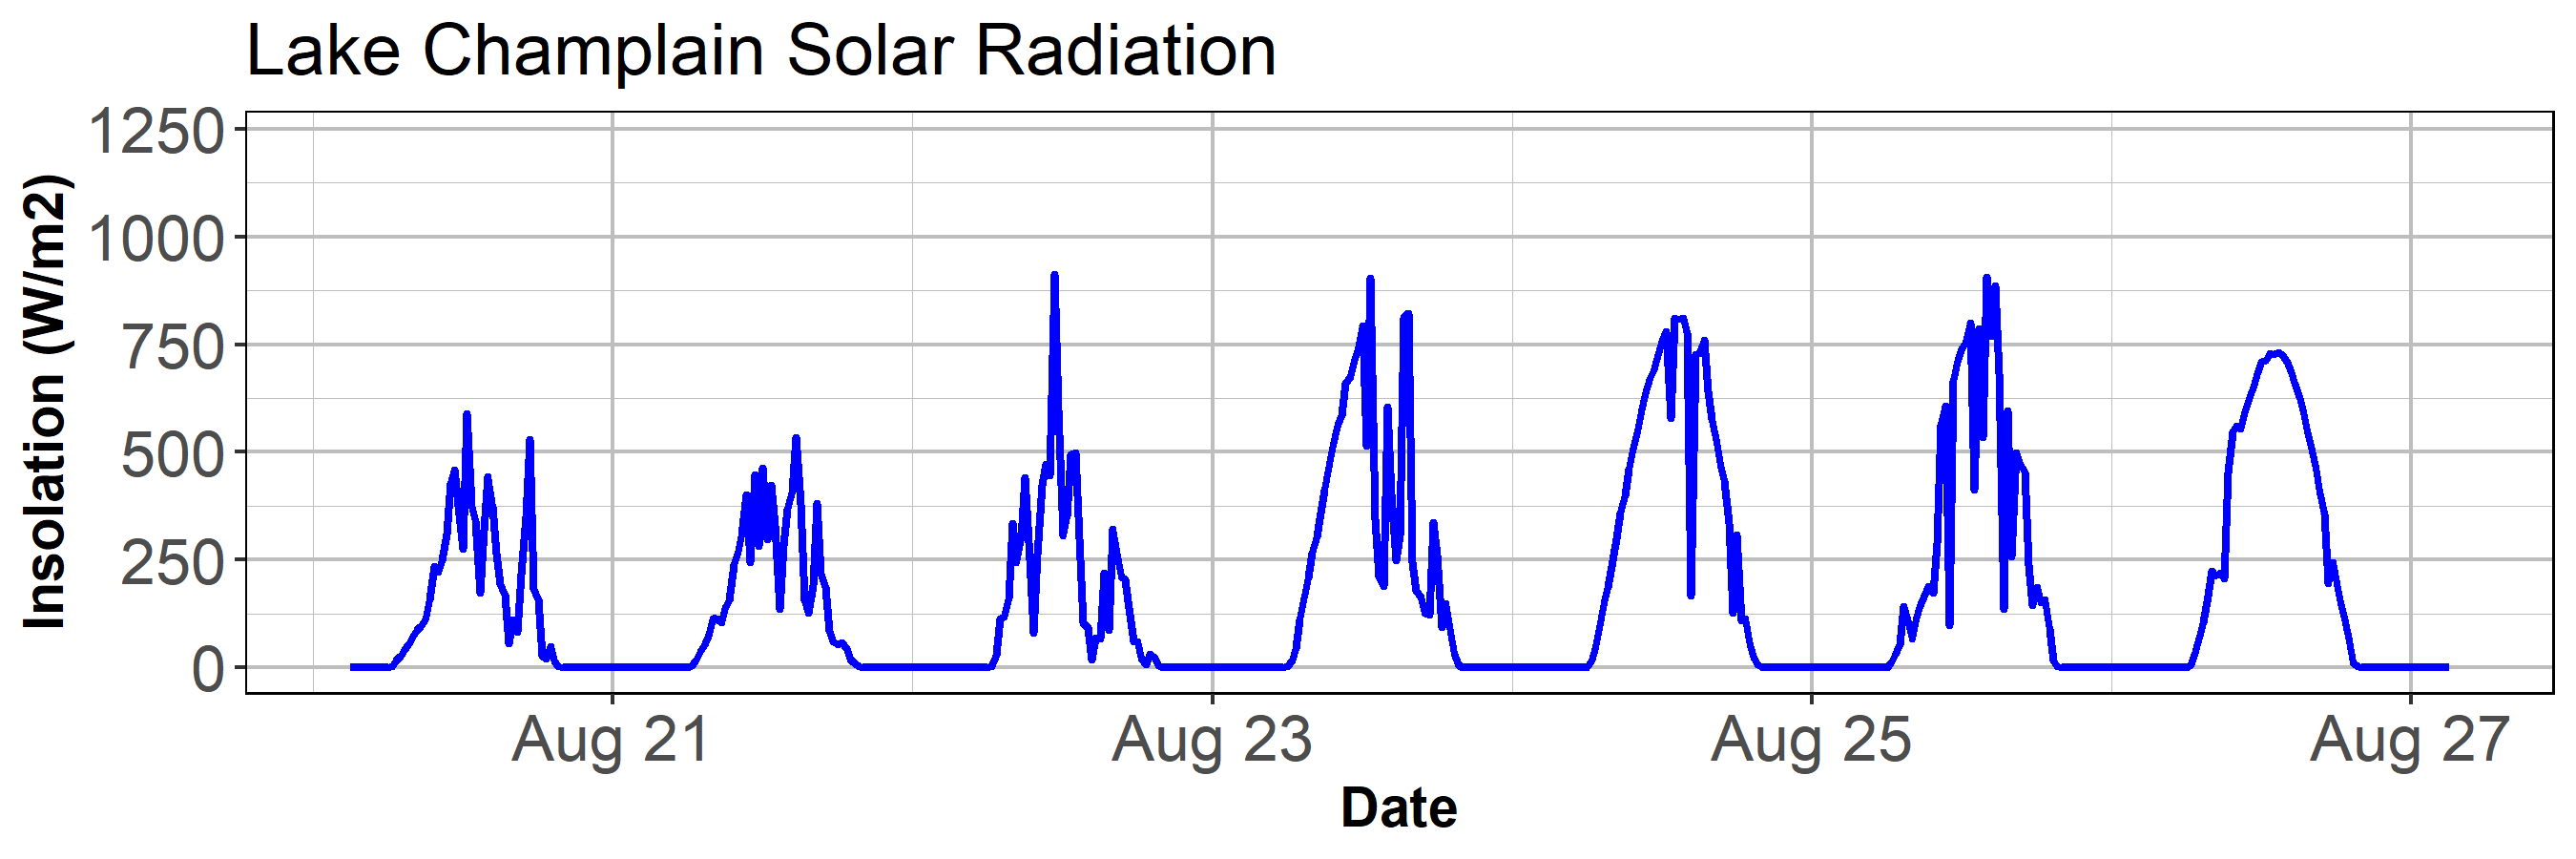 Lake Champlain Solar Radiation
1250
1000
750
500
250
0
Insolation (W/m2)
Aug 21 Aug 23 Aug 25 Aug 27
Date